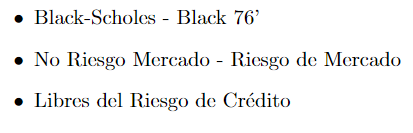 • Black-Scholes - Black 76’
• No Riesgo Mercado - Riesgo de Mercado
• Libres del Riesgo de Crédito